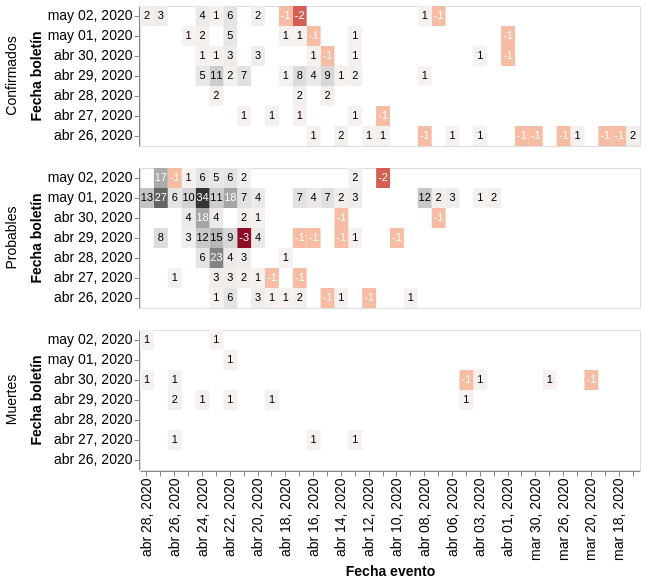 Confirmados
Fecha boletín
may 02, 2020 2 3 4 1 6 2 -1 -2 1 -1
may 01, 2020 1 2 5 1 1 -1 1 -1
abr 30, 2020 1 1 3 3 1 -1 1 1 -1
abr 29, 2020 5 11 2 7 1 8 4 9 1 2 1
abr 28, 2020 2 2 2
abr 27, 2020 1 1 1 1 -1
abr 26, 2020 1 2 1 1 -1 1 1 -1 -1 -1 1 -1 -1 2
Probables
Fecha boletín
may 02, 2020 17 -1 1 6 5 6 2 2 -2
may 01, 2020 13 27 6 10 34 11 18 7 4 7 4 7 2 3 12 2 3 1 2
abr 30, 2020 4 18 4 2 1 -1 -1
abr 29, 2020 8 3 12 15 9 -3 4 -1 -1 -1 1 -1
abr 28, 2020 6 23 4 3 1
abr 27, 2020 1 3 3 2 1 -1 -1
abr 26, 2020 1 6 3 1 1 2 -1 1 -1 1
Muertes
Fecha boletín
may 02, 2020 1 1
may 01, 2020 1
abr 30, 2020 1 1 -1 1 1 -1
abr 29, 2020 2 1 1 1 1
abr 28, 2020
abr 27, 2020 1 1 1
abr 26, 2020
abr 28, 2020 abr 26, 2020 abr 24, 2020 abr 22, 2020 abr 20, 2020 abr 18, 2020 abr 16, 2020 abr 14, 2020 abr 12, 2020 abr 10, 2020 abr 08, 2020 abr 06, 2020 abr 03, 2020 abr 01, 2020 mar 30, 2020 mar 26, 2020 mar 20, 2020 mar 18, 2020
Fecha evento